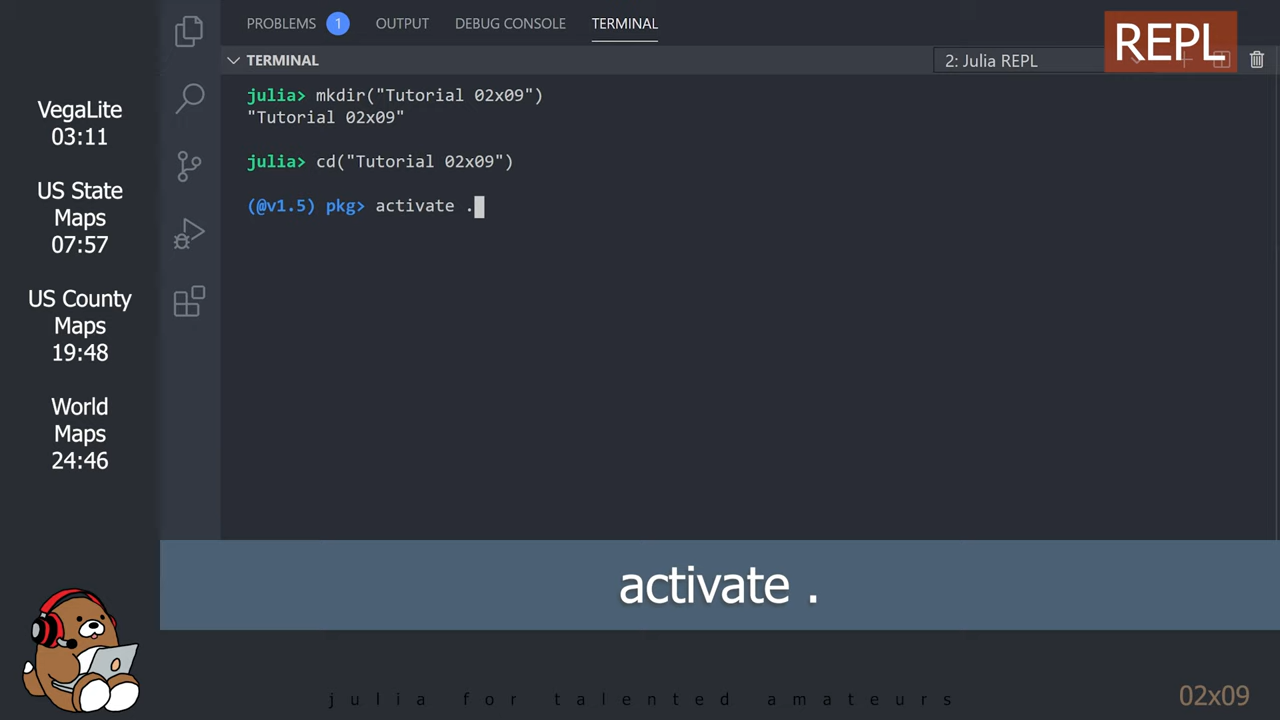 PROBLEMS 1 OUTPUT DEBUG CONSOLE TERMINAL
TERMINAL
2: Julia REPL
REPL
julia> mkdir("Tutorial 02x09")
"Tutorial 02x09"
julia> cd("Tutorial 02x09")
(@v1.5) pkg> activate .
VegaLite
03:11
US State
Maps
07:57
US County
Maps
19:48
World
Maps
24:46
activate .
julia for talented amateurs
02x09